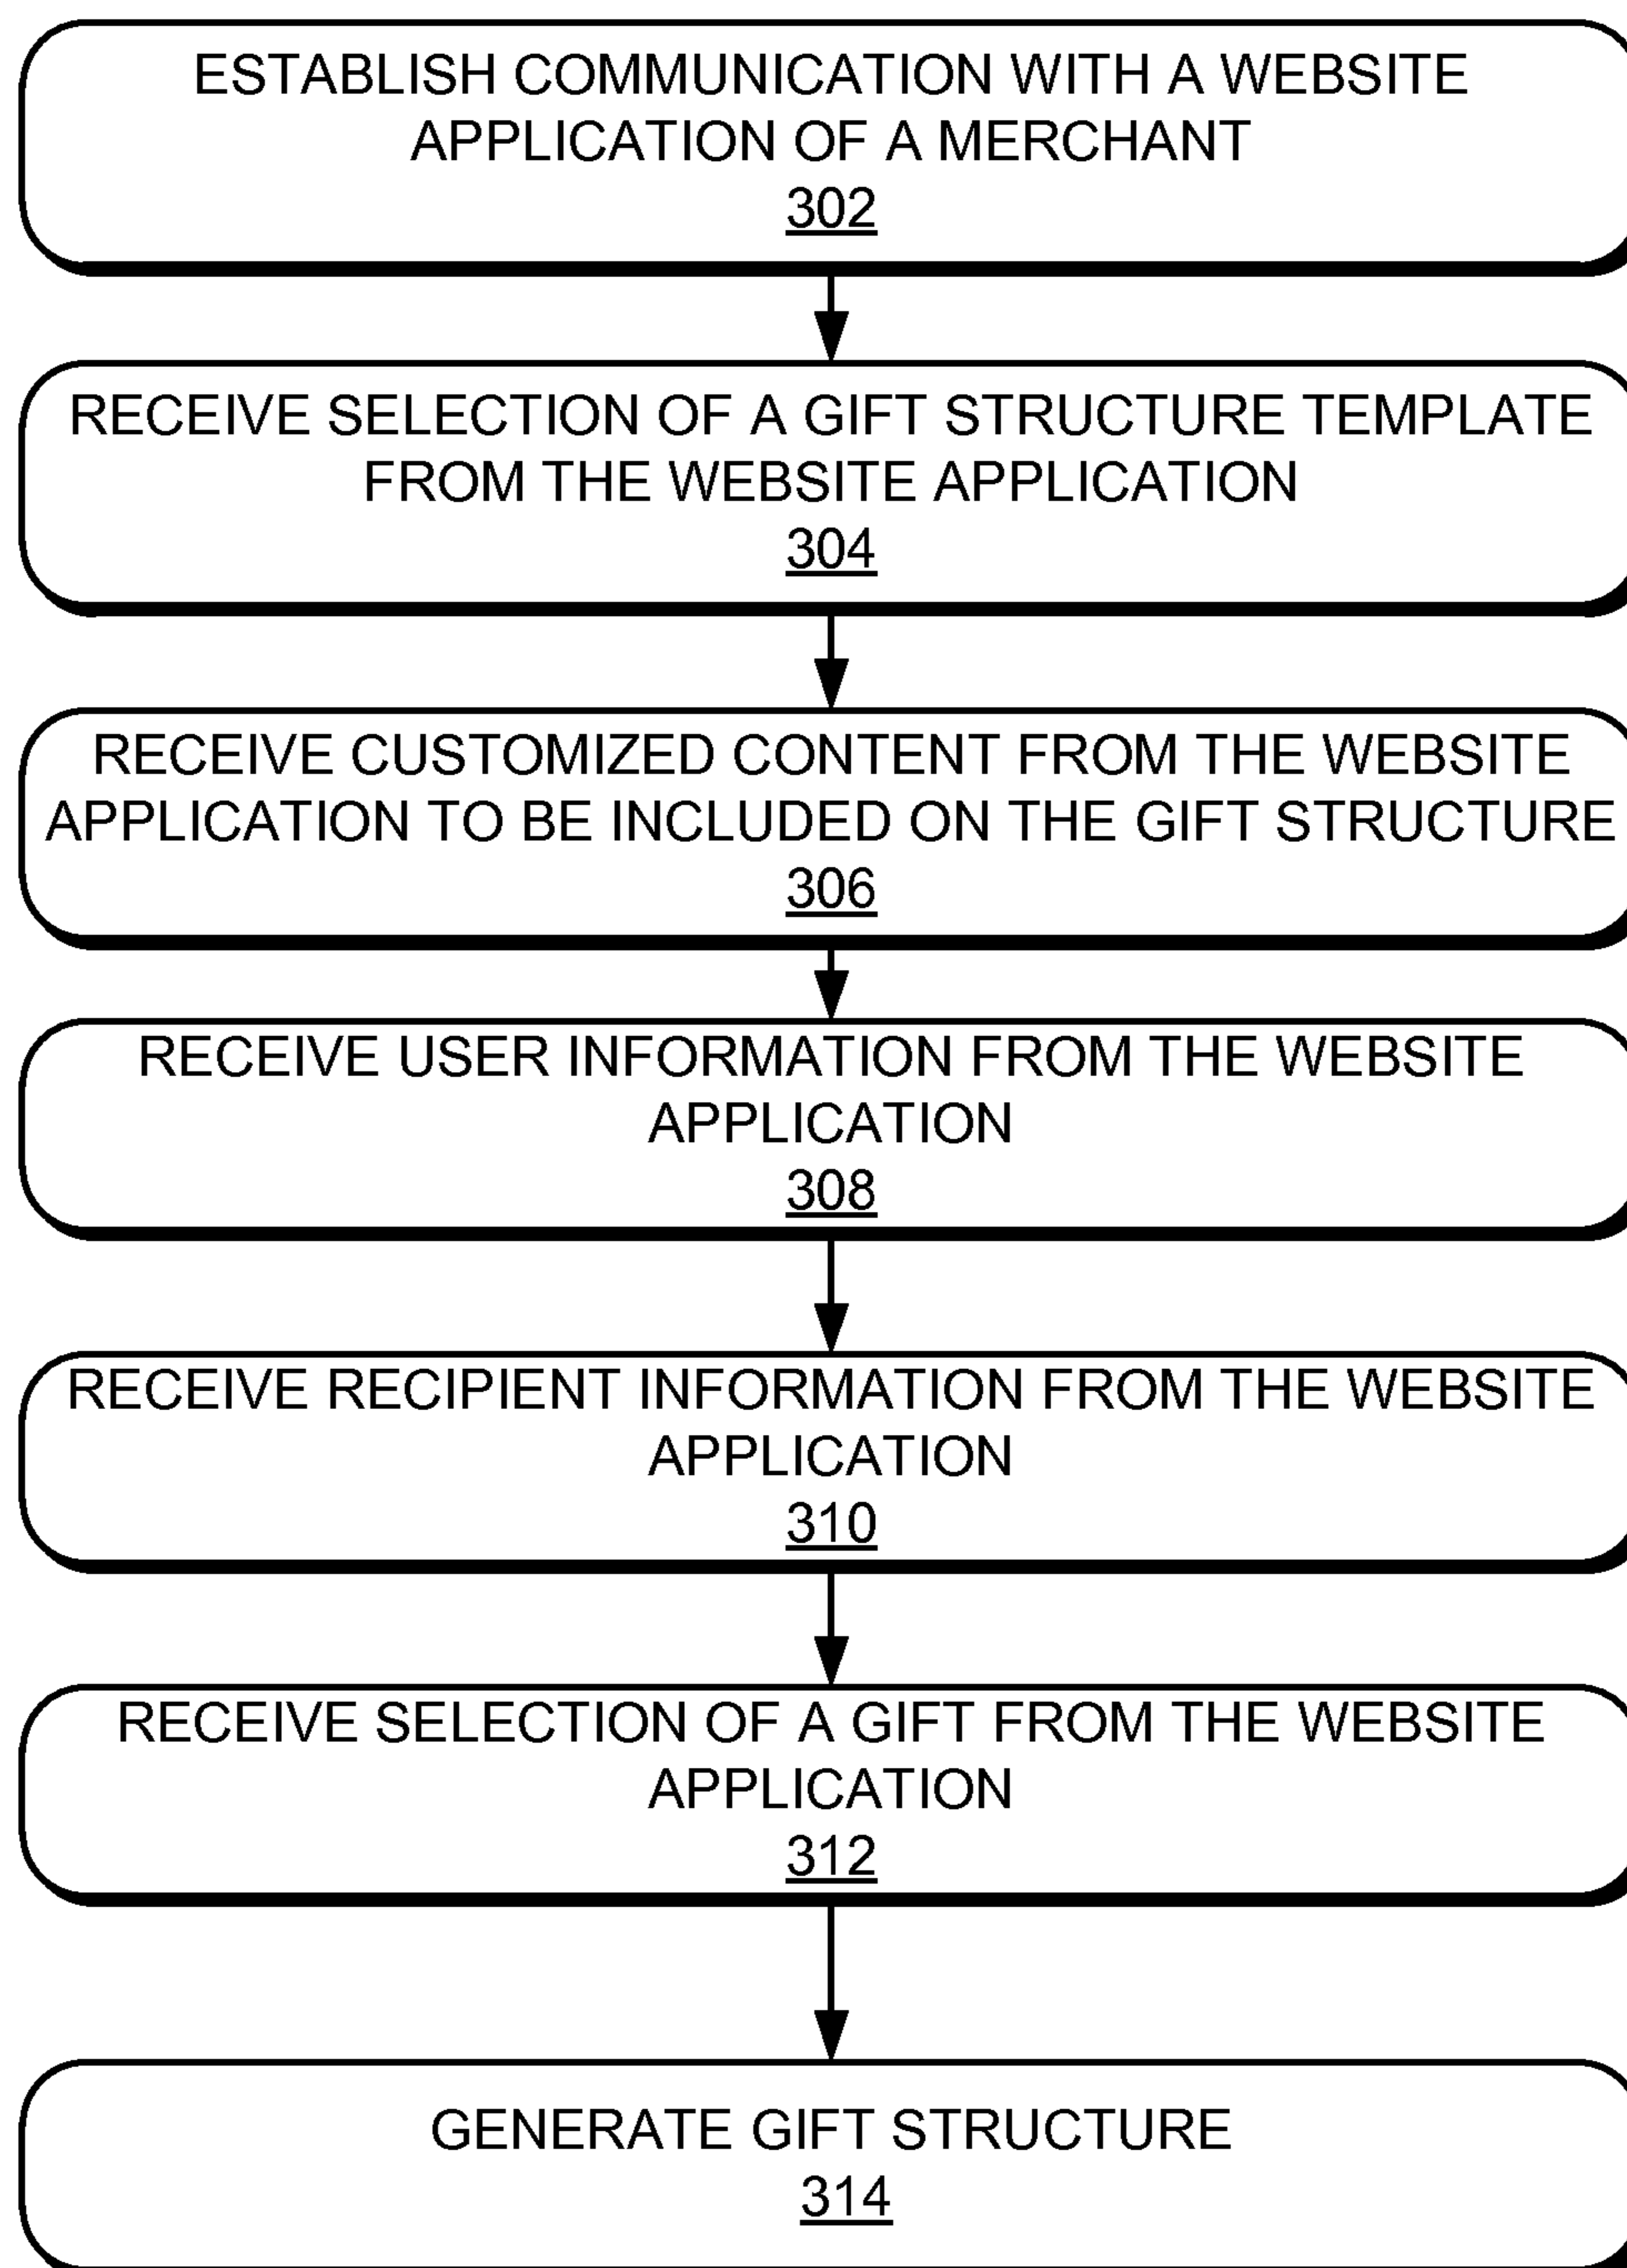 ESTABLISH COMMUNICATION WITH A WEBSITE
APPLICATION OF A MERCHANT
302
RECEIVE SELECTION OF A GIFT STRUCTURE TEMPLATE
FROM THE WEBSITE APPLICATION
304
RECEIVE CUSTOMIZED CONTENT FROM THE WEBSITE
APPLICATION TO BE INCLUDED ON THE GIFT STRUCTURE
306
RECEIVE USER INFORMATION FROM THE WEBSITE
APPLICATION
308
RECEIVE RECIPIENT INFORMATION FROM THE WEBSITE
APPLICATION
310
RECEIVE SELECTION OF A GIFT FROM THE WEBSITE
APPLICATION
312
GENERATE GIFT STRUCTURE
314